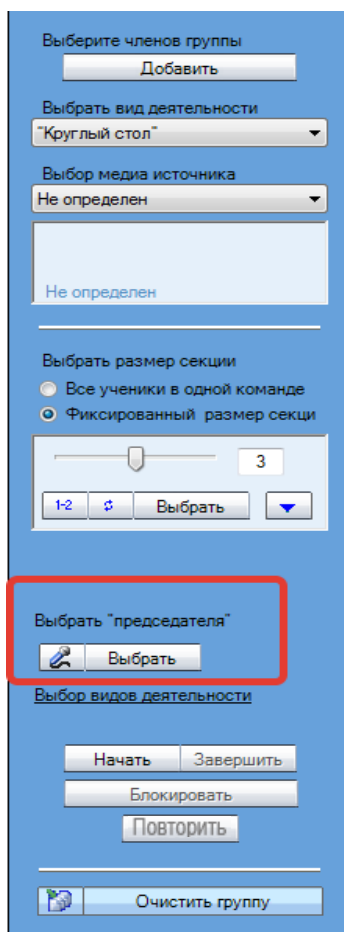 Выберите членов группы
Добавить
Выбрать вид деятельности
"Круглый стол"
Выбор медиа источника
Не определен
Не определен
Выбрать размер секции
Все ученики в одной команде
Фиксированный размер секци
3
1-2 Выбрать
Выбрать "председателя"
Выбрать
Выбор видов деятельности
Начать Завершить
Блокировать
Повторить
Очистить группу